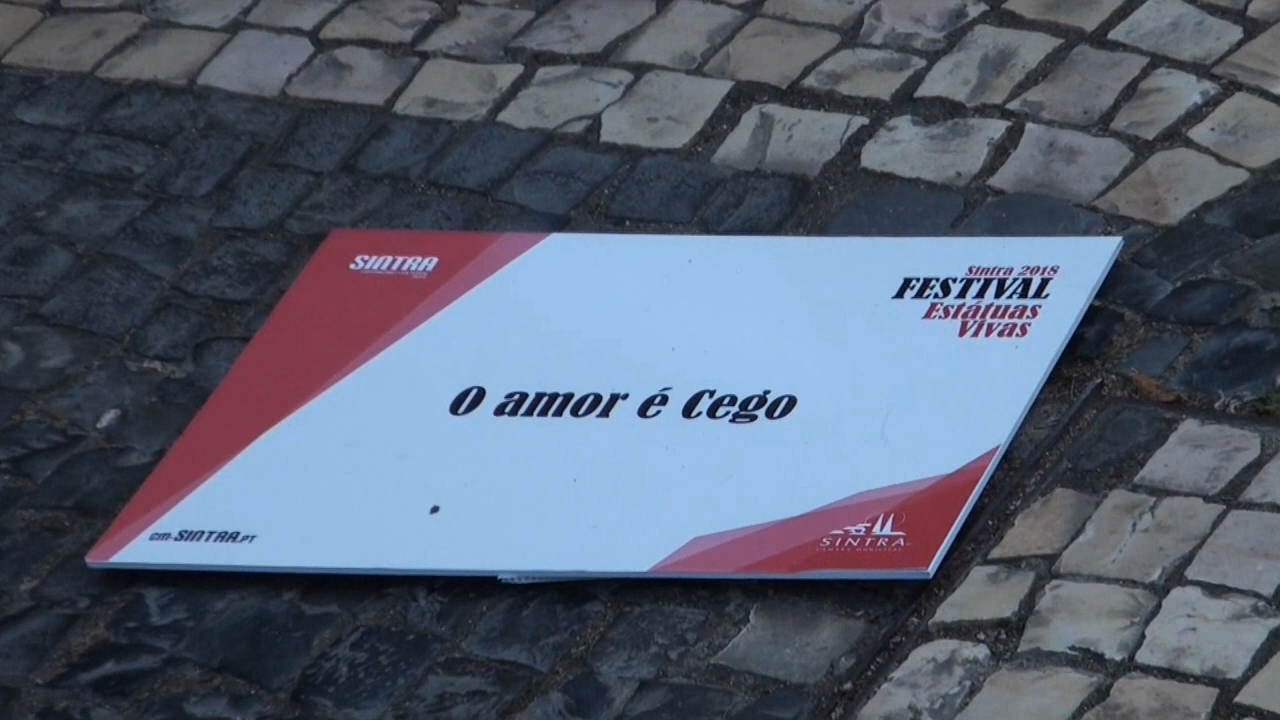 SINTRA
Sintra 2018
FESTIVAL
Estátuas
Vivas
O amor é Cego
cm-SINTRA.PT
SINTRA
CÂMARA MUNICIPAL